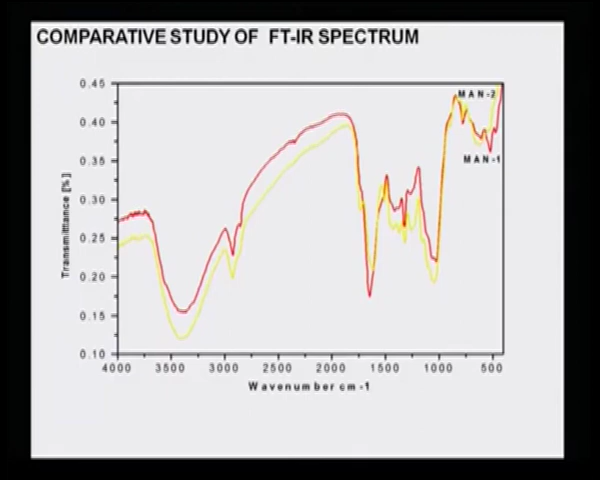 COMPARATIVE STUDY OF FT-IR SPECTRUM
0.45
MAN-2
0.40
MAN-1
0.35
0.30
0.25
0.20
0.15
0.10
Transmittance [%]
4000 3500 3000 2500 2000 1500 1000 500
Wavenumber cm-1